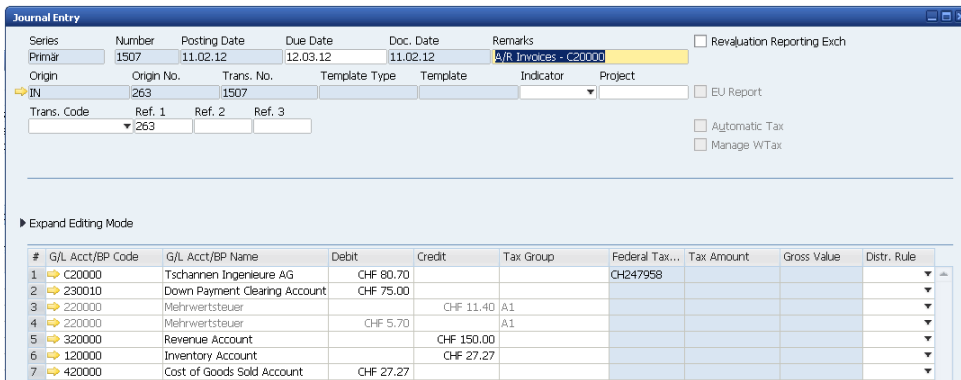 Journal Entry
Series Number Posting Date Due Date Doc. Date Remarks
Primär 1507 11.02.12 12.03.12 11.02.12 A/R Invoices - C20000
Revaluation Reporting Exch
Origin Origin No. Trans. No. Template Type Template Indicator Project
IN 263 1507
EU Report
Trans. Code Ref. 1 Ref. 2 Ref. 3
263
Automatic Tax
Manage WTax
Expand Editing Mode
# G/L Acct/BP Code G/L Acct/BP Name Debit Credit Tax Group Federal Tax... Tax Amount Gross Value Distr. Rule
1 C20000 Tschannen Ingenieure AG CHF 80.70 CH247958
2 230010 Down Payment Clearing Account CHF 75.00
3 220000 Mehrwertsteuer CHF 11.40 A1
4 220000 Mehrwertsteuer CHF 5.70 A1
5 320000 Revenue Account CHF 150.00
6 120000 Inventory Account CHF 27.27
7 420000 Cost of Goods Sold Account CHF 27.27